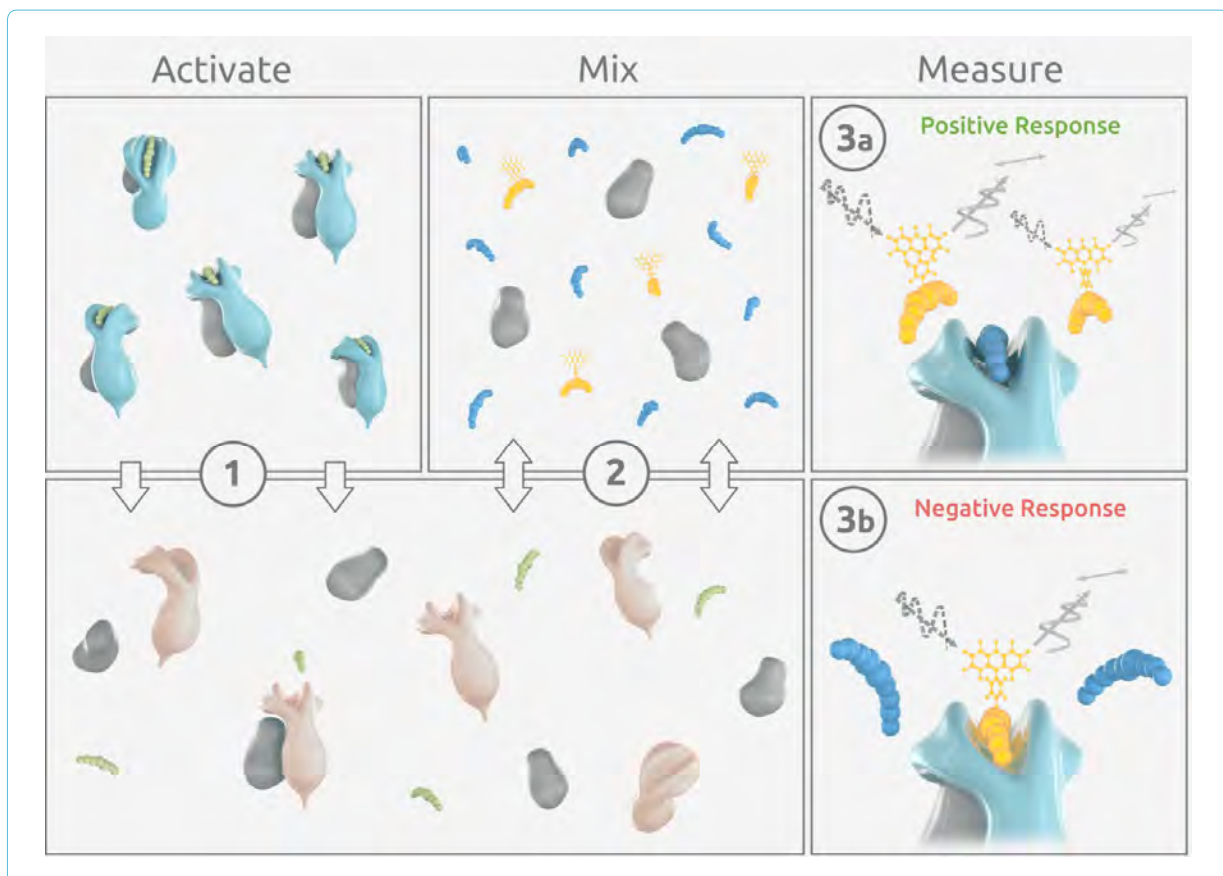 Activate
Mix
Measure
1
2
3a
Positive Response
3b
Negative Response